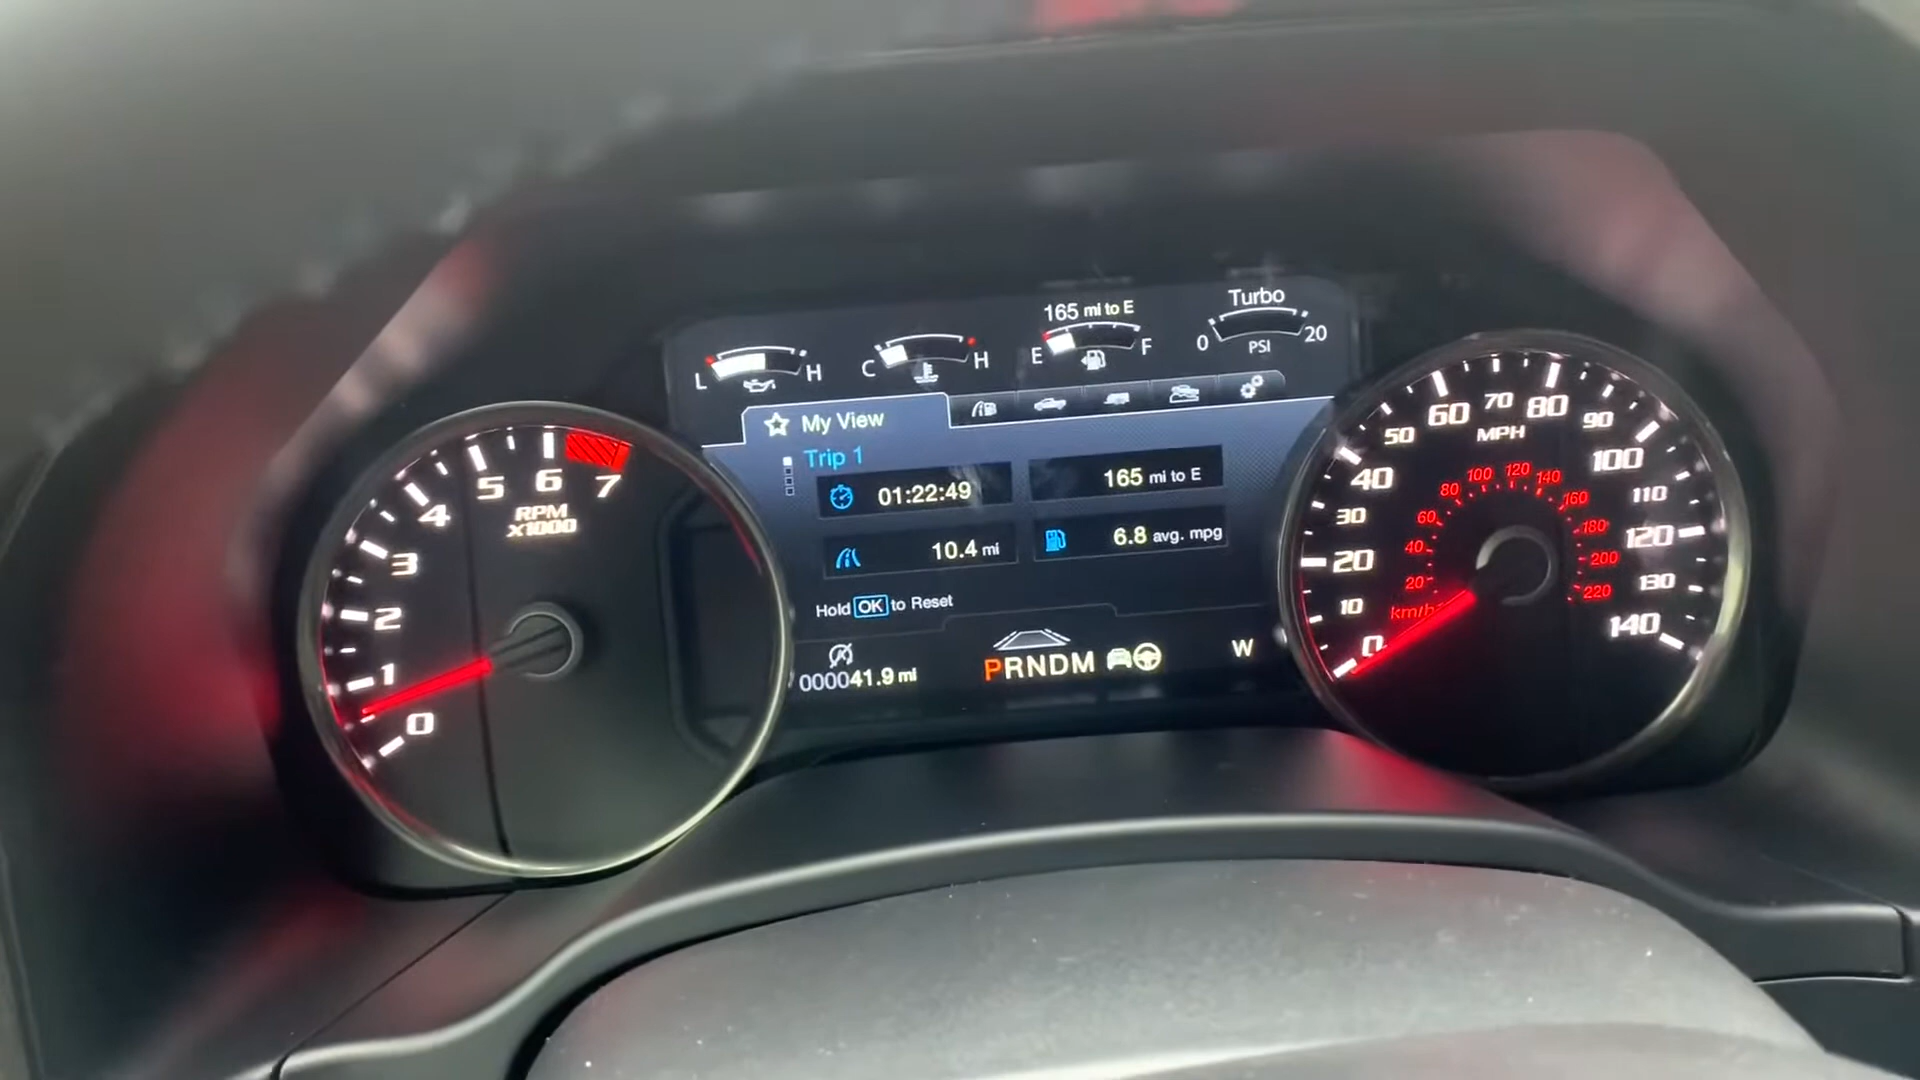 165 mi to E
Turbo
L H
C H
E F
0 20
PSI
My View
Trip 1
01:22:49
165 mi to E
10.4 mi
6.8 avg. mpg
Hold OK to Reset
000041.9 mi
PRNDM
W
0 1 2 3 4 5 6 7
RPM
x1000
0 10 20 30 40 50 60 70 80 90 100 110 120 130 140
MPH
20 40 60 80 100 120 140 160 180 200 220
km/h